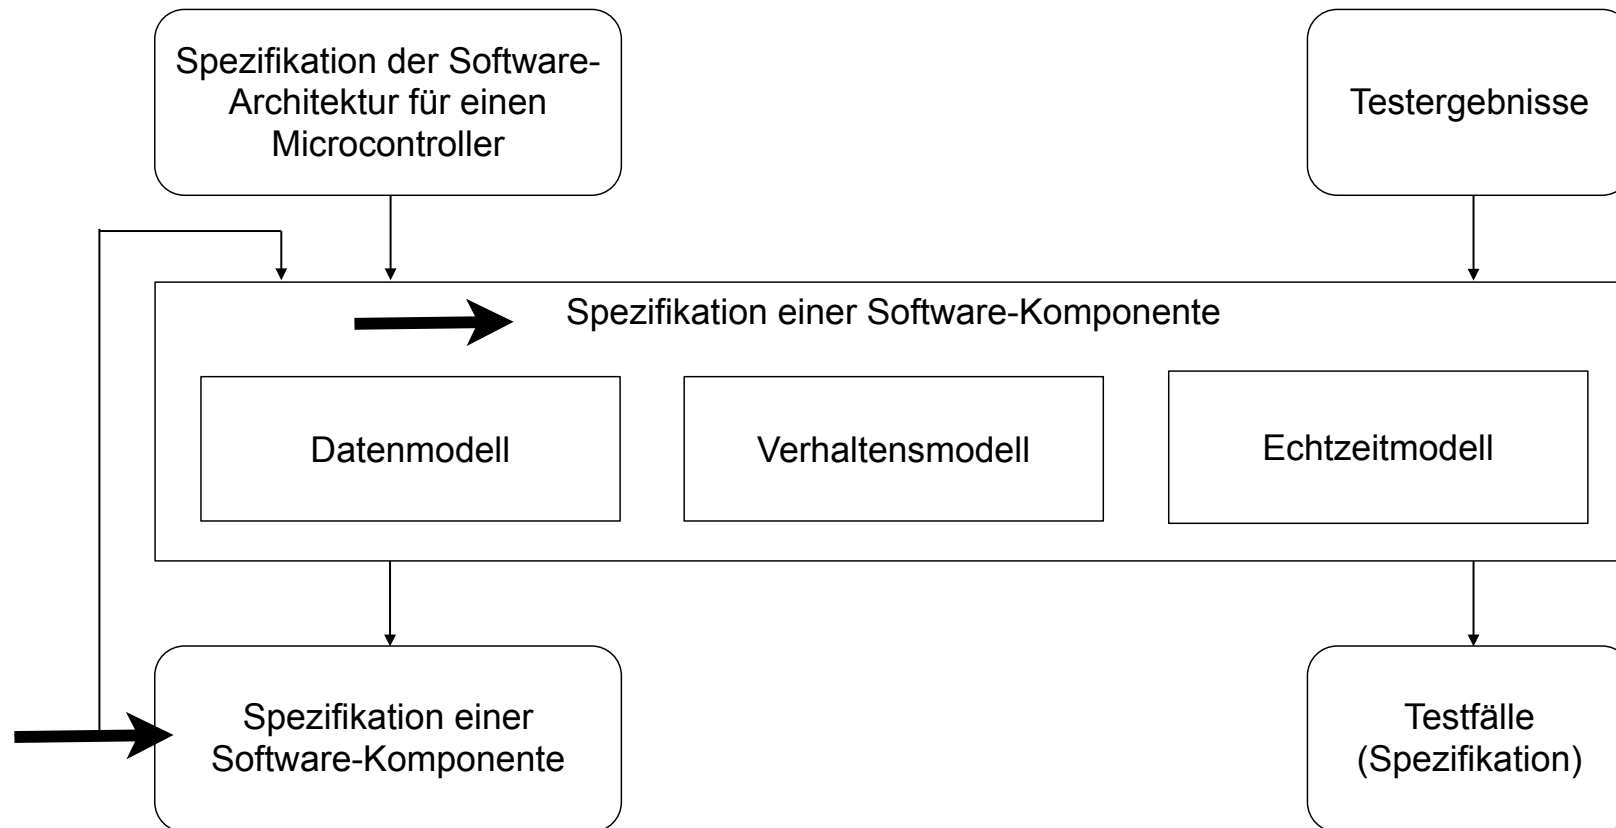 Spezifikation der Software-
Architektur für einen
Microcontroller
Testergebnisse
Spezifikation einer Software-Komponente
Datenmodell
Verhaltensmodell
Echtzeitmodell
Spezifikation einer
Software-Komponente
Testfälle
(Spezifikation)